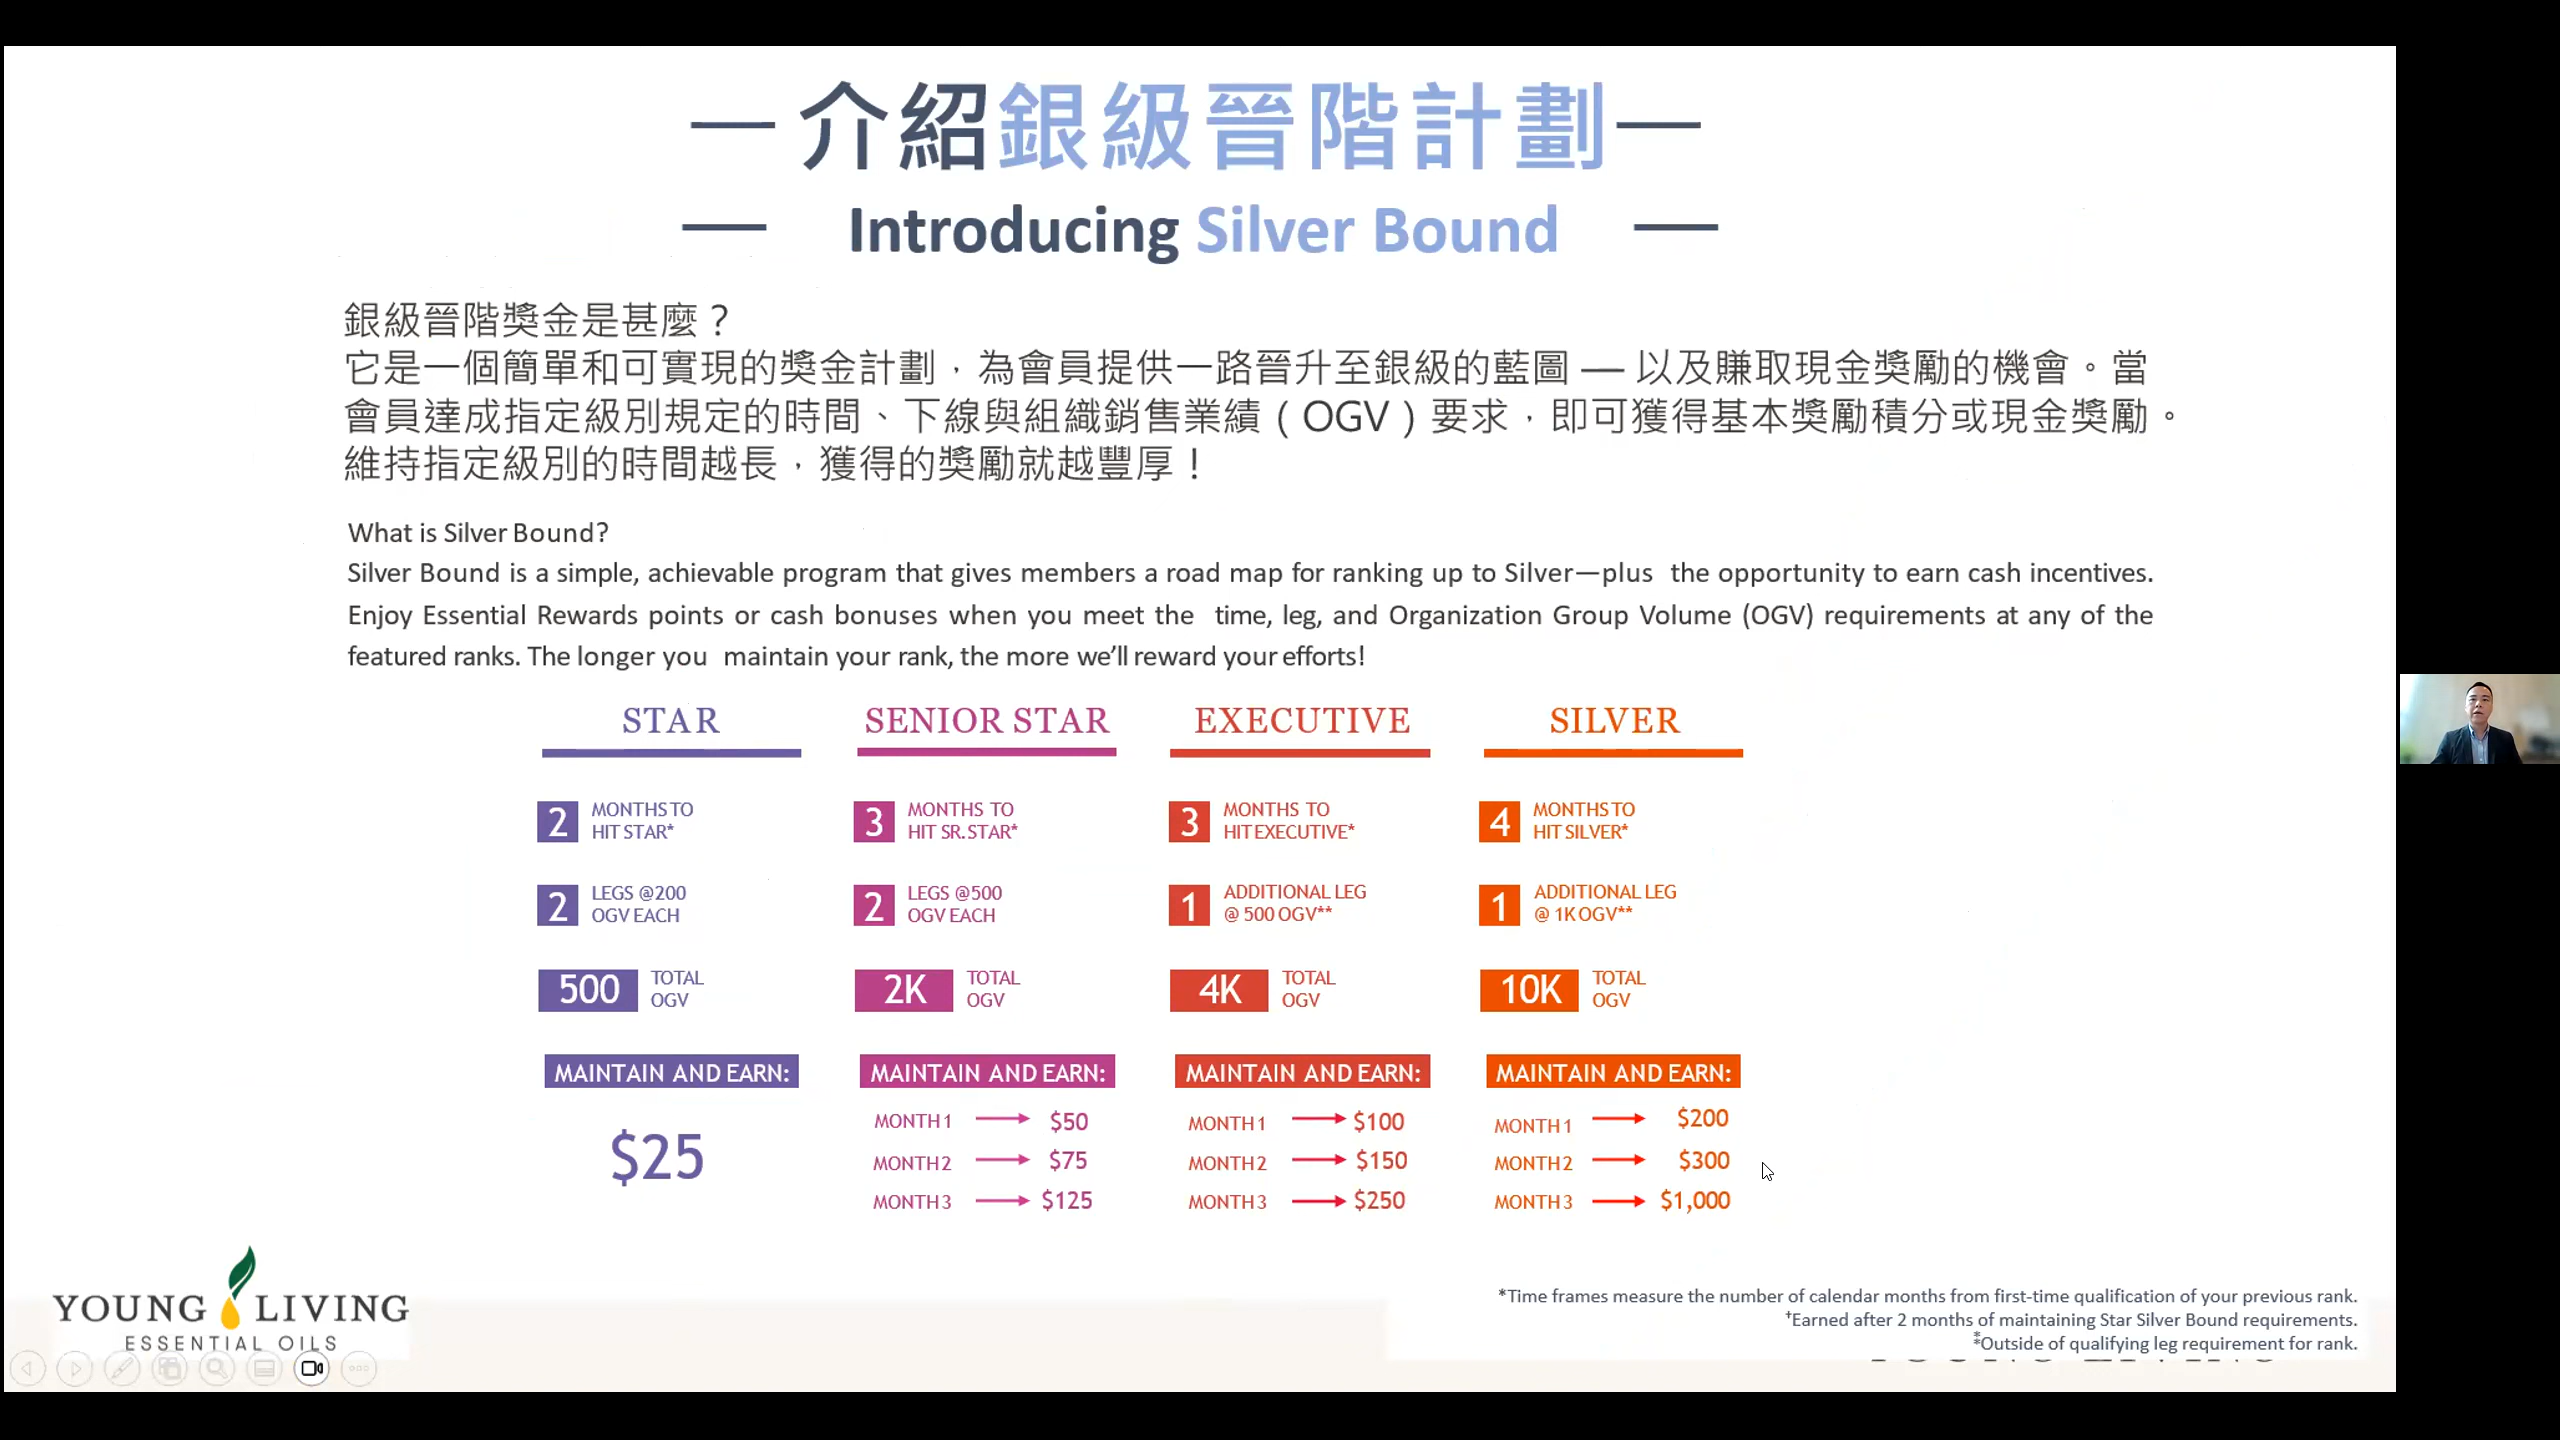 介紹銀級晉階計劃
Introducing Silver Bound
銀級晉階獎金是甚麼？
它是一個簡單和可實現的獎金計劃，為會員提供一路晉升至銀級的藍圖 — 以及賺取現金獎勵的機會。當
會員達成指定級別規定的時間、下線與組織銷售業績（OGV）要求，即可獲得基本獎勵積分或現金獎勵。
維持指定級別的時間越長，獲得的獎勵就越豐厚！
What is Silver Bound?
Silver Bound is a simple, achievable program that gives members a road map for ranking up to Silver—plus the opportunity to earn cash incentives.
Enjoy Essential Rewards points or cash bonuses when you meet the time, leg, and Organization Group Volume (OGV) requirements at any of the
featured ranks. The longer you maintain your rank, the more we’ll reward your efforts!
STAR
2 MONTHS TO
HIT STAR*
2 LEGS @200
OGV EACH
500 TOTAL
OGV
MAINTAIN AND EARN:
$25
SENIOR STAR
3 MONTHS TO
HIT SR. STAR*
2 LEGS @500
OGV EACH
2K TOTAL
OGV
MAINTAIN AND EARN:
MONTH 1 $50
MONTH 2 $75
MONTH 3 $125
EXECUTIVE
3 MONTHS TO
HIT EXECUTIVE*
1 ADDITIONAL LEG
@ 500 OGV**
4K TOTAL
OGV
MAINTAIN AND EARN:
MONTH 1 $100
MONTH 2 $150
MONTH 3 $250
SILVER
4 MONTHS TO
HIT SILVER*
1 ADDITIONAL LEG
@ 1K OGV**
10K TOTAL
OGV
MAINTAIN AND EARN:
MONTH 1 $200
MONTH 2 $300
MONTH 3 $1,000
YOUNG LIVING
ESSENTIAL OILS
*Time frames measure the number of calendar months from first-time qualification of your previous rank.
†Earned after 2 months of maintaining Star Silver Bound requirements.
‡Outside of qualifying leg requirement for rank.